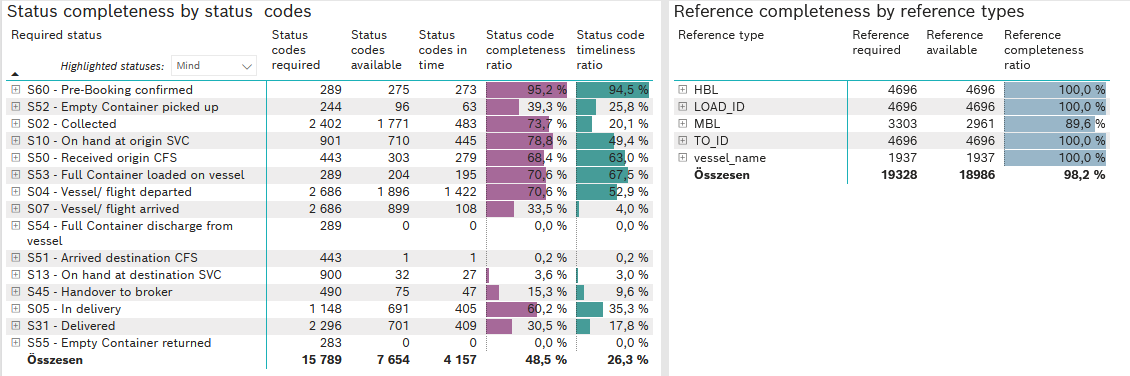 Status completeness by status codes
Required status
Status codes required
Status codes available
Status codes in time
Status code completeness ratio
Status code timeliness ratio
Highlighted statuses: Mind
S60 - Pre-Booking confirmed 289 275 273 95,2 % 94,5 %
S52 - Empty Container picked up 244 96 63 39,3 % 25,8 %
S02 - Collected 2 402 1 771 483 73,7 % 20,1 %
S10 - On hand at origin SVC 901 710 445 78,8 % 49,4 %
S50 - Received origin CFS 443 303 279 68,4 % 63,0 %
S53 - Full Container loaded on vessel 289 204 195 70,6 % 67,5 %
S04 - Vessel/ flight departed 2 686 1 896 1 422 70,6 % 52,9 %
S07 - Vessel/ flight arrived 2 686 899 108 33,5 % 4,0 %
S54 - Full Container discharge from vessel 289 0 0 0,0 % 0,0 %
S51 - Arrived destination CFS 443 1 1 0,2 % 0,2 %
S13 - On hand at destination SVC 900 32 27 3,6 % 3,0 %
S45 - Handover to broker 490 75 47 15,3 % 9,6 %
S05 - In delivery 1 148 691 405 60,2 % 35,3 %
S31 - Delivered 2 296 701 409 30,5 % 17,8 %
S55 - Empty Container returned 283 0 0 0,0 % 0,0 %
Összesen 15 789 7 654 4 157 48,5 % 26,3 %
Reference completeness by reference types
Reference type
Reference required
Reference available
Reference completeness ratio
HBL 4696 4696 100,0 %
LOAD_ID 4696 4696 100,0 %
MBL 3303 2961 89,6 %
TO_ID 4696 4696 100,0 %
vessel_name 1937 1937 100,0 %
Összesen 19328 18986 98,2 %